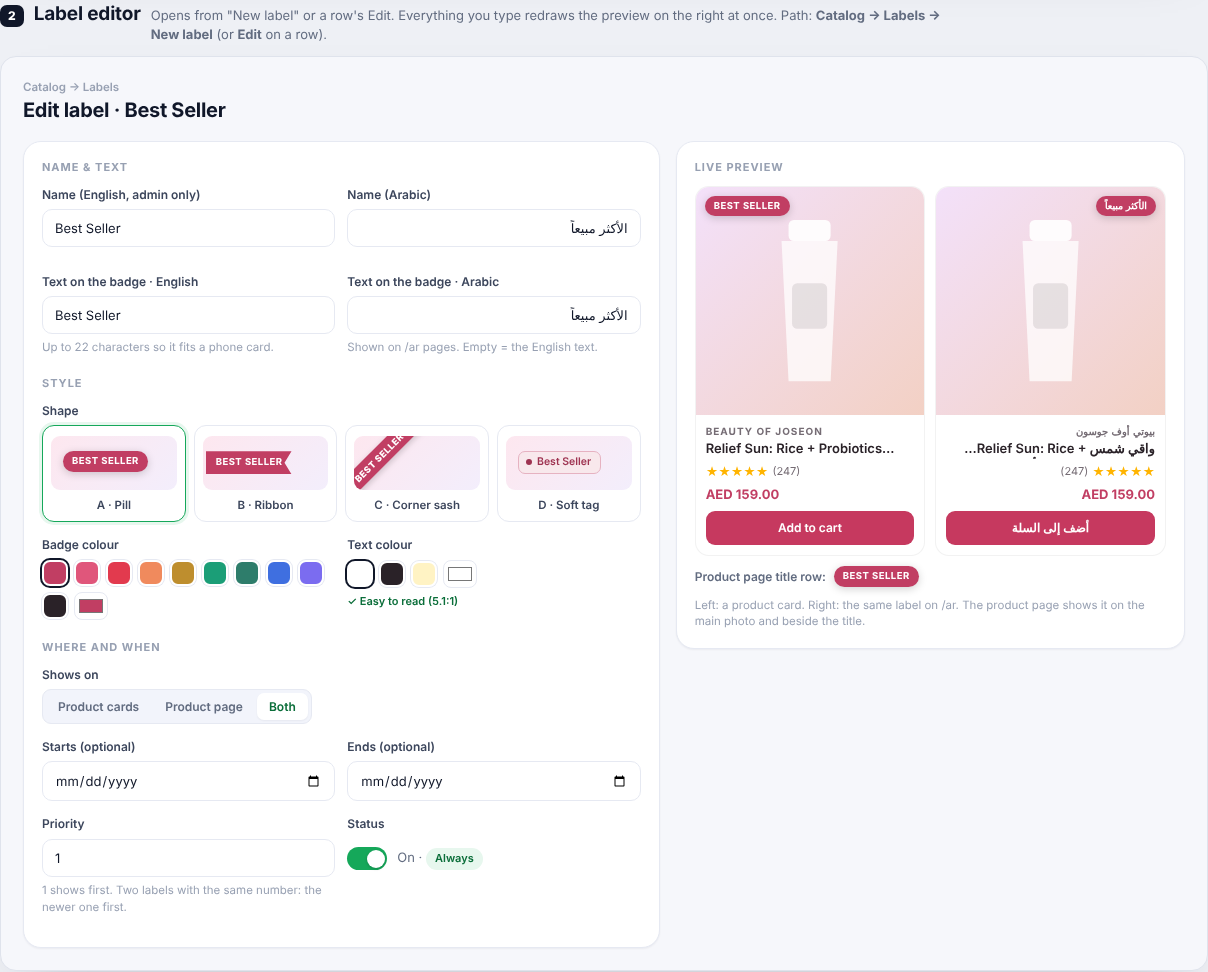 2 Label editor Opens from "New label" or a row's Edit. Everything you type redraws the preview on the right at once. Path: Catalog → Labels →
New label (or Edit on a row).
Catalog → Labels
Edit label · Best Seller
NAME & TEXT
Name (English, admin only) Name (Arabic)
Best Seller الأكثر مبيعاً
Text on the badge · English Text on the badge · Arabic
Best Seller الأكثر مبيعاً
Up to 22 characters so it fits a phone card. Shown on /ar pages. Empty = the English text.
STYLE
Shape
BEST SELLER BEST SELLER BEST SELLER Best Seller
A · Pill B · Ribbon C · Corner sash D · Soft tag
Badge colour Text colour
✓ Easy to read (5.1:1)
WHERE AND WHEN
Shows on
Product cards Product page Both
Starts (optional) Ends (optional)
mm/dd/yyyy mm/dd/yyyy
Priority Status
1 On · Always
1 shows first. Two labels with the same number: the
newer one first.
LIVE PREVIEW
BEST SELLER الأكثر مبيعاً
BEAUTY OF JOSEON بيوتي أوف جوسون
Relief Sun: Rice + Probiotics... واقي شمس Relief Sun: Rice +...
★★★★★ (247) ★★★★★ (247)
AED 159.00 AED 159.00
Add to cart أضف إلى السلة
Product page title row: BEST SELLER
Left: a product card. Right: the same label on /ar. The product page shows it on the
main photo and beside the title.